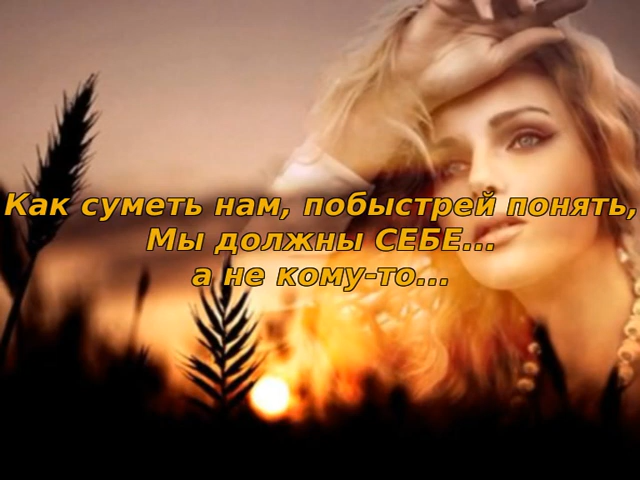 Как суметь нам, побыстрей понять,
Мы должны СЕБЕ...
а не кому-то...